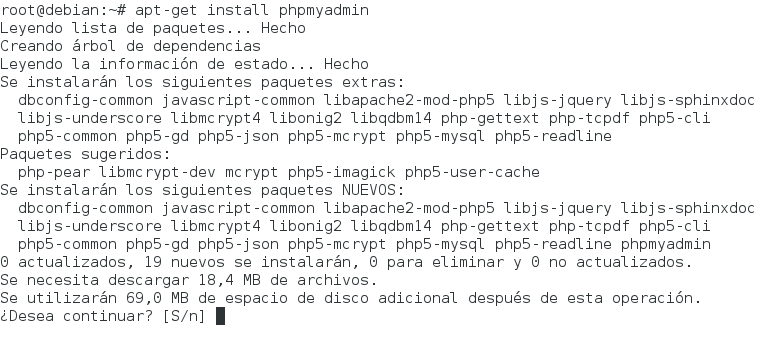 root@debian:~# apt-get install phpmyadmin
Leyendo lista de paquetes... Hecho
Creando árbol de dependencias
Leyendo la información de estado... Hecho
Se instalarán los siguientes paquetes extras:
  dbconfig-common javascript-common libapache2-mod-php5 libjs-jquery libjs-sphinxdoc
  libjs-underscore libmcrypt4 libonig2 libqdbm14 php-gettext php-tcpdf php5-cli
  php5-common php5-gd php5-json php5-mcrypt php5-mysql php5-readline
Paquetes sugeridos:
  php-pear libmcrypt-dev mcrypt php5-imagick php5-user-cache
Se instalarán los siguientes paquetes NUEVOS:
  dbconfig-common javascript-common libapache2-mod-php5 libjs-jquery libjs-sphinxdoc
  libjs-underscore libmcrypt4 libonig2 libqdbm14 php-gettext php-tcpdf php5-cli
  php5-common php5-gd php5-json php5-mcrypt php5-mysql php5-readline phpmyadmin
0 actualizados, 19 nuevos se instalarán, 0 para eliminar y 0 no actualizados.
Se necesita descargar 18,4 MB de archivos.
Se utilizarán 69,0 MB de espacio de disco adicional después de esta operación.
¿Desea continuar? [S/n]